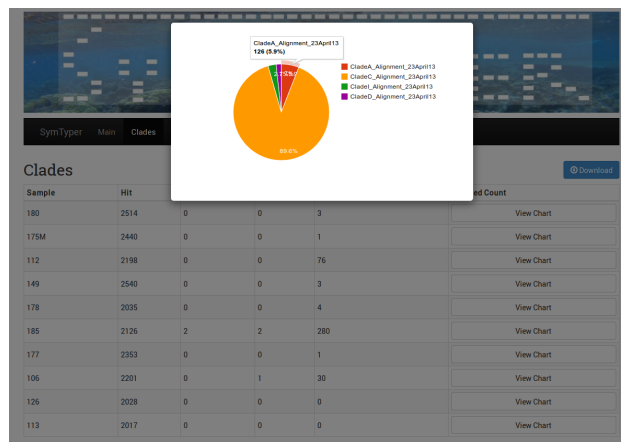 CladeA_Alignment_23April13
126 (5.9%)
CladeA_Alignment_23April13
CladeC_Alignment_23April13
CladeI_Alignment_23April13
CladeD_Alignment_23April13
89.6%
SymTyper Main Clades
Clades
Download
Sample Hit ed Count
180 2514 0 0 3 View Chart
175M 2440 0 0 1 View Chart
112 2198 0 0 76 View Chart
149 2540 0 0 3 View Chart
178 2035 0 0 4 View Chart
185 2126 2 2 280 View Chart
177 2353 0 0 1 View Chart
106 2201 0 1 30 View Chart
126 2028 0 0 0 View Chart
113 2017 0 0 0 View Chart